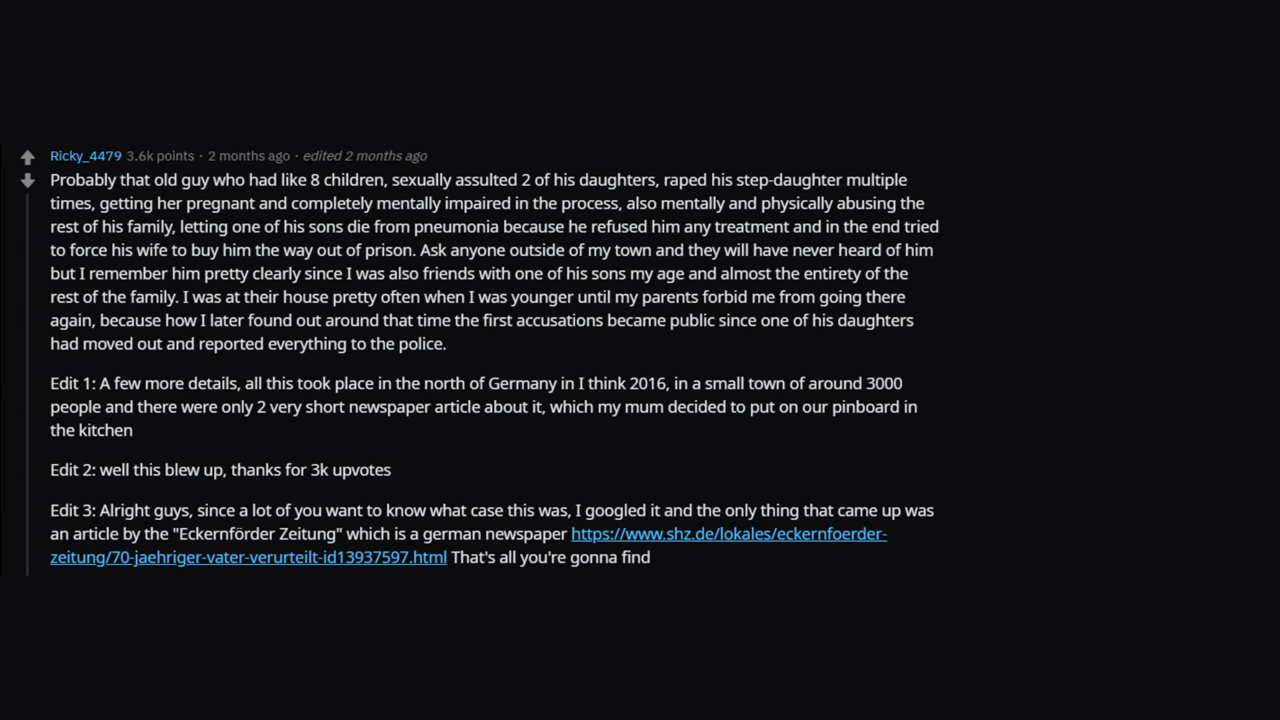 Ricky_4479 3.6k points · 2 months ago · edited 2 months ago
Probably that old guy who had like 8 children, sexually assulted 2 of his daughters, raped his step-daughter multiple
times, getting her pregnant and completely mentally impaired in the process, also mentally and physically abusing the
rest of his family, letting one of his sons die from pneumonia because he refused him any treatment and in the end tried
to force his wife to buy him the way out of prison. Ask anyone outside of my town and they will have never heard of him
but I remember him pretty clearly since I was also friends with one of his sons my age and almost the entirety of the
rest of the family. I was at their house pretty often when I was younger until my parents forbid me from going there
again, because how I later found out around that time the first accusations became public since one of his daughters
had moved out and reported everything to the police.
Edit 1: A few more details, all this took place in the north of Germany in I think 2016, in a small town of around 3000
people and there were only 2 very short newspaper article about it, which my mum decided to put on our pinboard in
the kitchen
Edit 2: well this blew up, thanks for 3k upvotes
Edit 3: Alright guys, since a lot of you want to know what case this was, I googled it and the only thing that came up was
an article by the "Eckernförder Zeitung" which is a german newspaper https://www.shz.de/lokales/eckernfoerder-
zeitung/70-jaehriger-vater-verurteilt-id13937597.html That's all you're gonna find